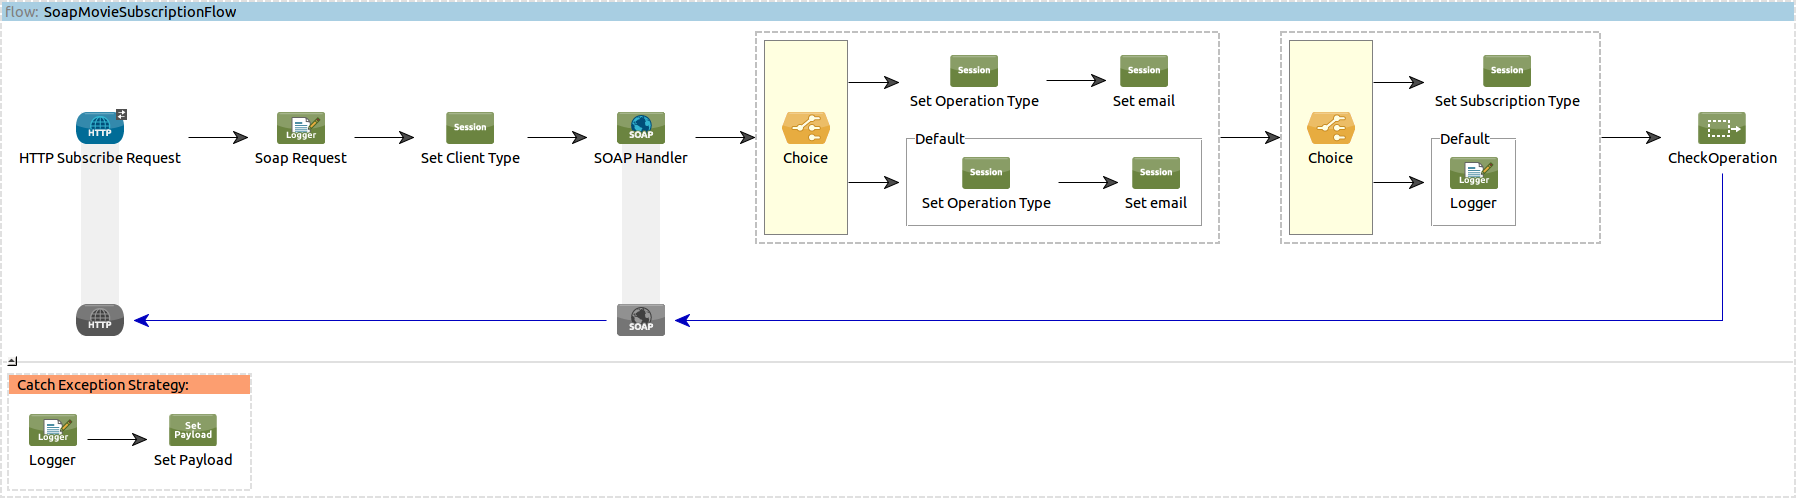 flow: SoapMovieSubscriptionFlow
Session
Set Operation Type
Session
Set email
Session
Set Subscription Type
HTTP
HTTP Subscribe Request
Logger
Soap Request
Session
Set Client Type
SOAP
SOAP Handler
Choice
Default
Session
Set Operation Type
Session
Set email
Choice
Default
Logger
Logger
CheckOperation
HTTP
SOAP
Catch Exception Strategy:
Logger
Logger
Set
Payload
Set Payload